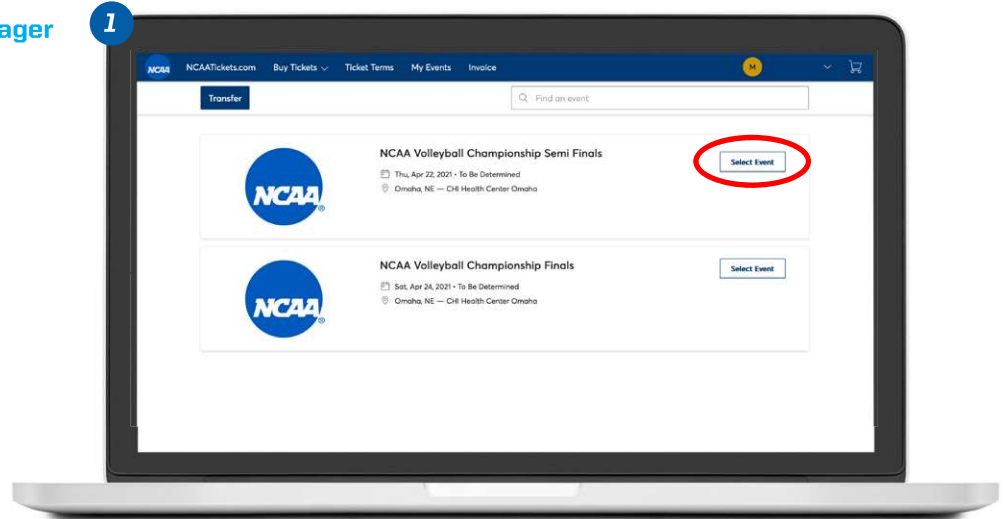 ager
1
NCAA NCAATickets.com Buy Tickets Ticket Terms My Events Invoice M
Transfer Find an event
NCAA Volleyball Championship Semi Finals
Select Event
Thu, Apr 22, 2021 • To Be Determined
Omaha, NE — CHI Health Center Omaha
NCAA®
NCAA Volleyball Championship Finals
Select Event
Sat, Apr 24, 2021 • To Be Determined
Omaha, NE — CHI Health Center Omaha
NCAA®